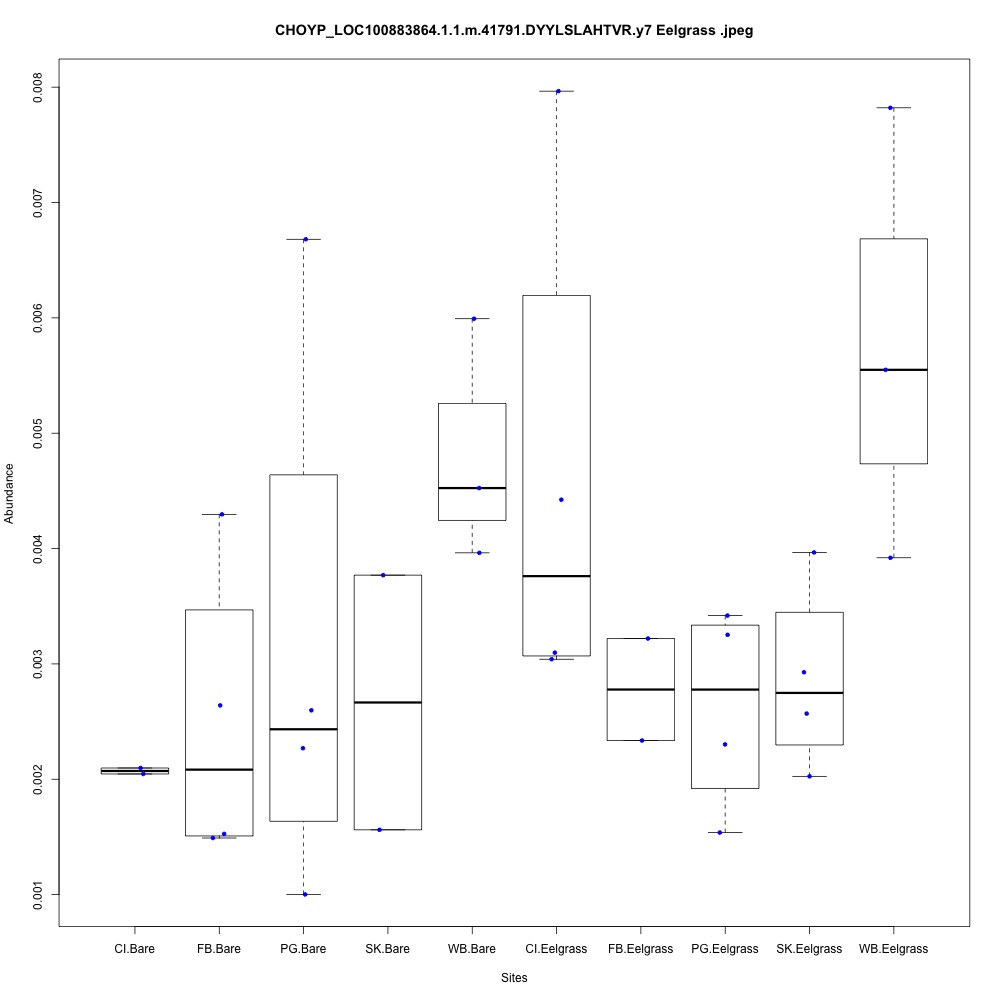 CHOYP_LOC100883864.1.1.m.41791.DYYLSLAHTVR.y7 Eelgrass .jpeg
0.008
0.007
0.006
0.005
0.004
0.003
0.002
0.001
Abundance
CI.Bare FB.Bare PG.Bare SK.Bare WB.Bare CI.Eelgrass FB.Eelgrass PG.Eelgrass SK.Eelgrass WB.Eelgrass
Sites